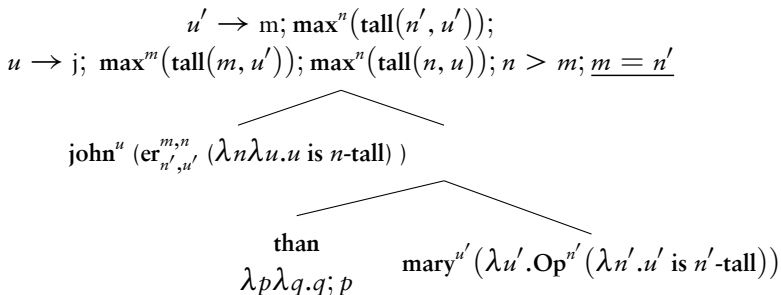 u′ → m; maxⁿ(tall(n′, u′));
u → j; maxᵐ(tall(m, u′)); maxⁿ(tall(n, u)); n > m; m = n′
johnᵘ (er^{m,n}_{n′,u′} (λnλu.u is n-tall) )
than
λpλq.q; p
mary^{u′}(λu′.Op^{n′}(λn′.u′ is n′-tall))